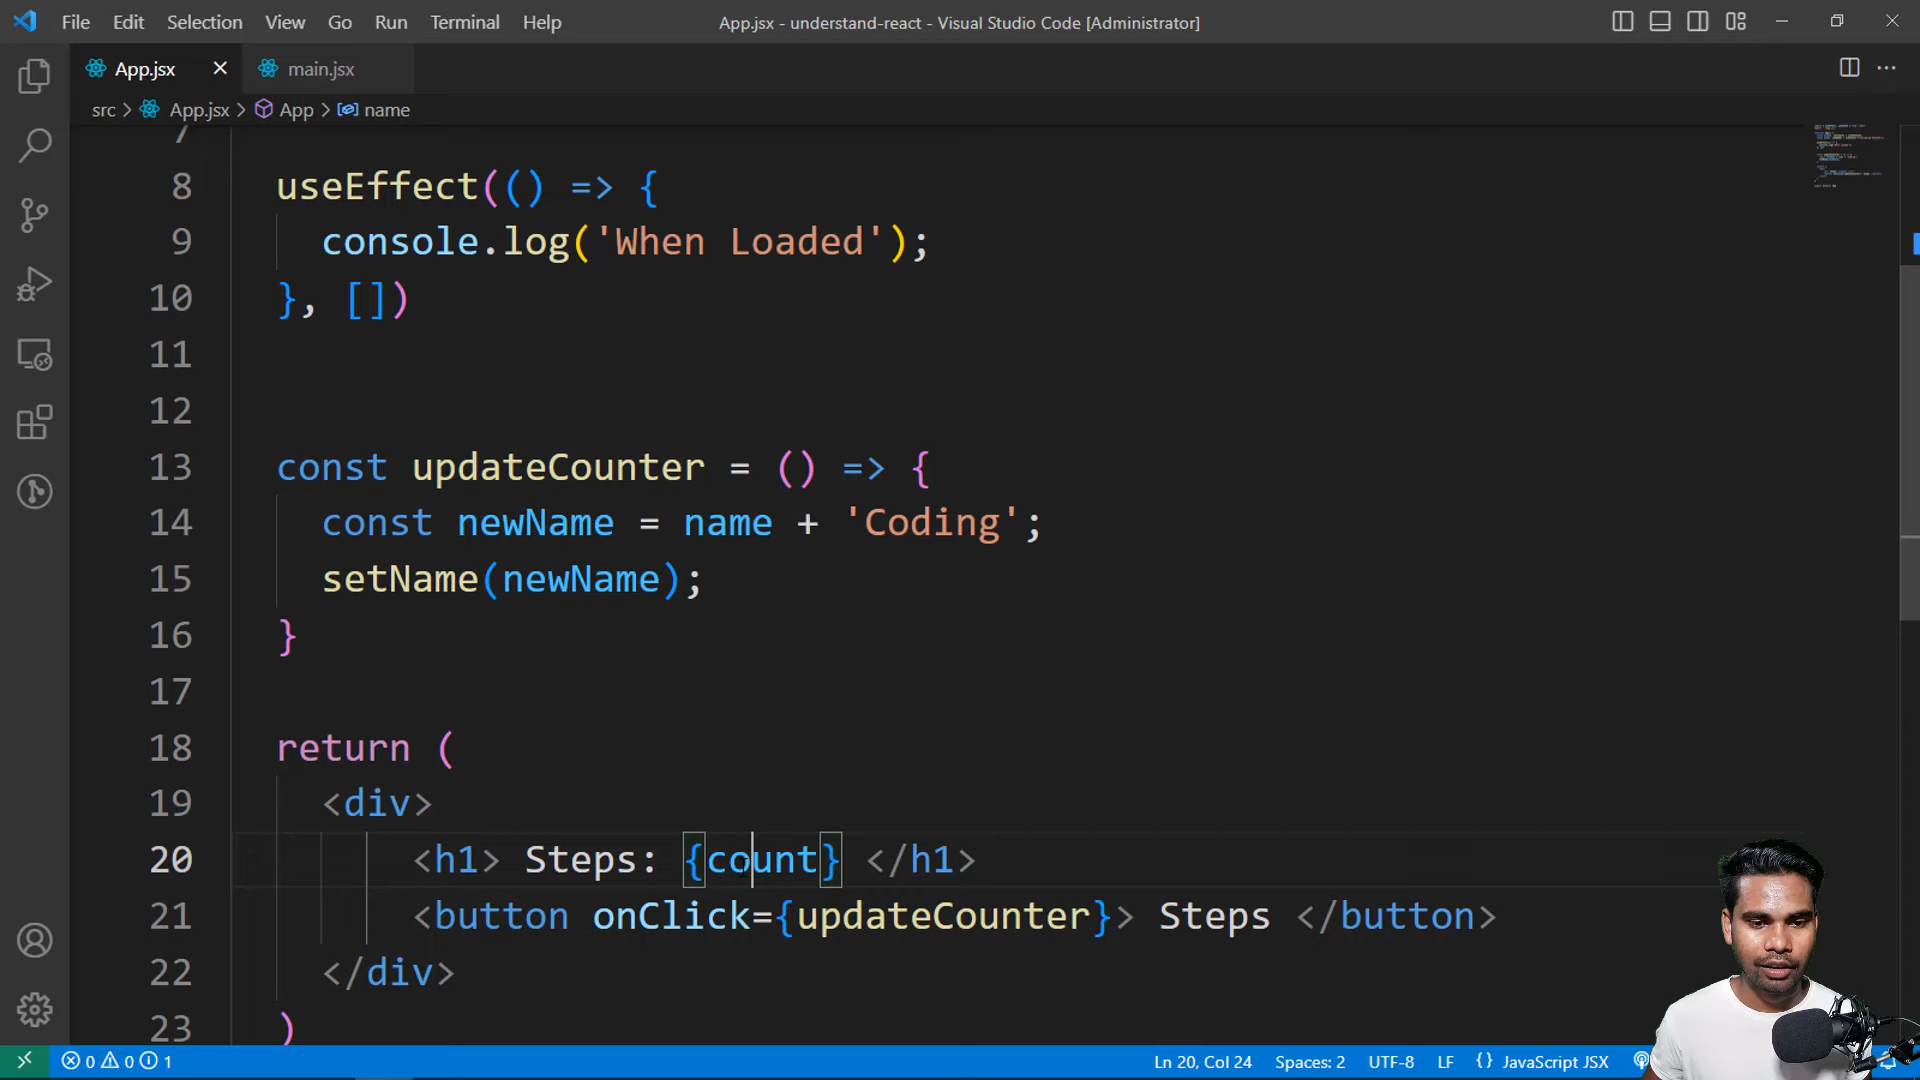 File Edit Selection View Go Run Terminal Help
App.jsx - understand-react - Visual Studio Code [Administrator]
App.jsx main.jsx
src > App.jsx > App > name
7
8 useEffect(() => {
9 console.log('When Loaded');
10 }, [])
11
12
13 const updateCounter = () => {
14 const newName = name + 'Coding';
15 setName(newName);
16 }
17
18 return (
19 <div>
20 <h1> Steps: {count} </h1>
21 <button onClick={updateCounter}> Steps </button>
22 </div>
23 )
0 0 1
Ln 20, Col 24 Spaces: 2 UTF-8 LF {} JavaScript JSX